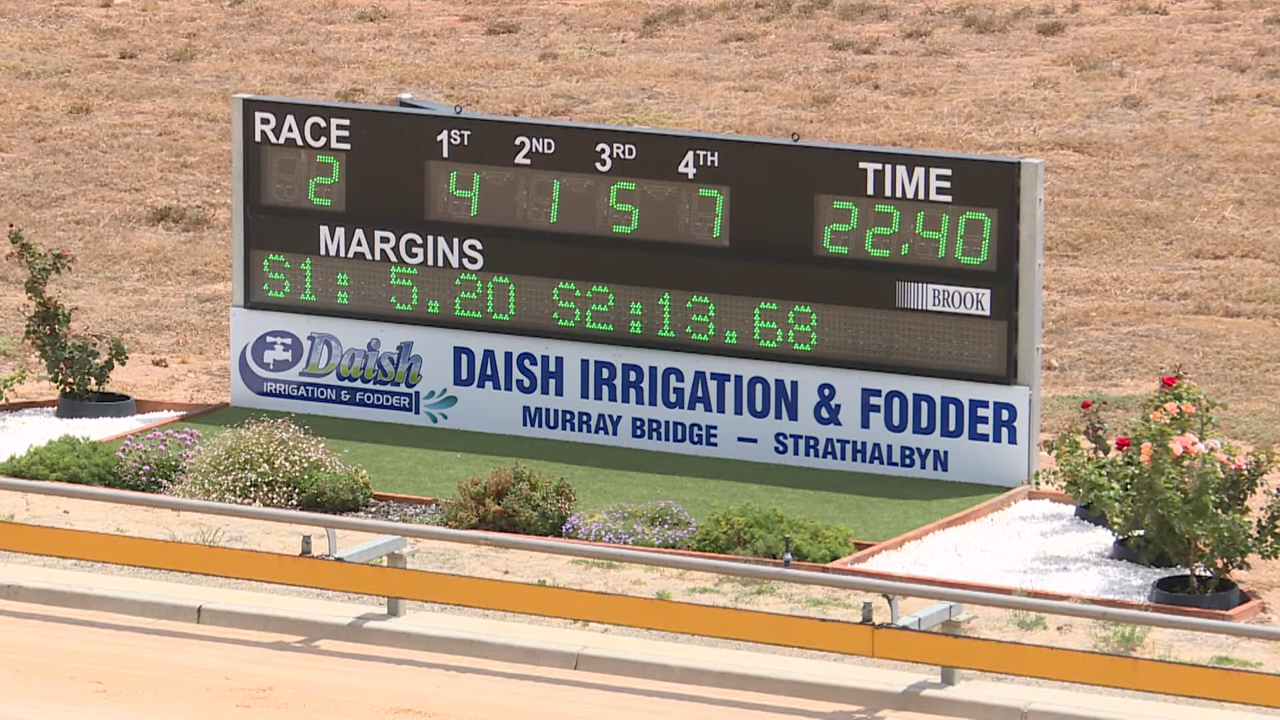 RACE 1ST 2ND 3RD 4TH TIME
2 4 1 5 7 22.40
MARGINS
S1: 5.20 S2:13.68
BROOK
Daish
IRRIGATION & FODDER
DAISH IRRIGATION & FODDER
MURRAY BRIDGE – STRATHALBYN